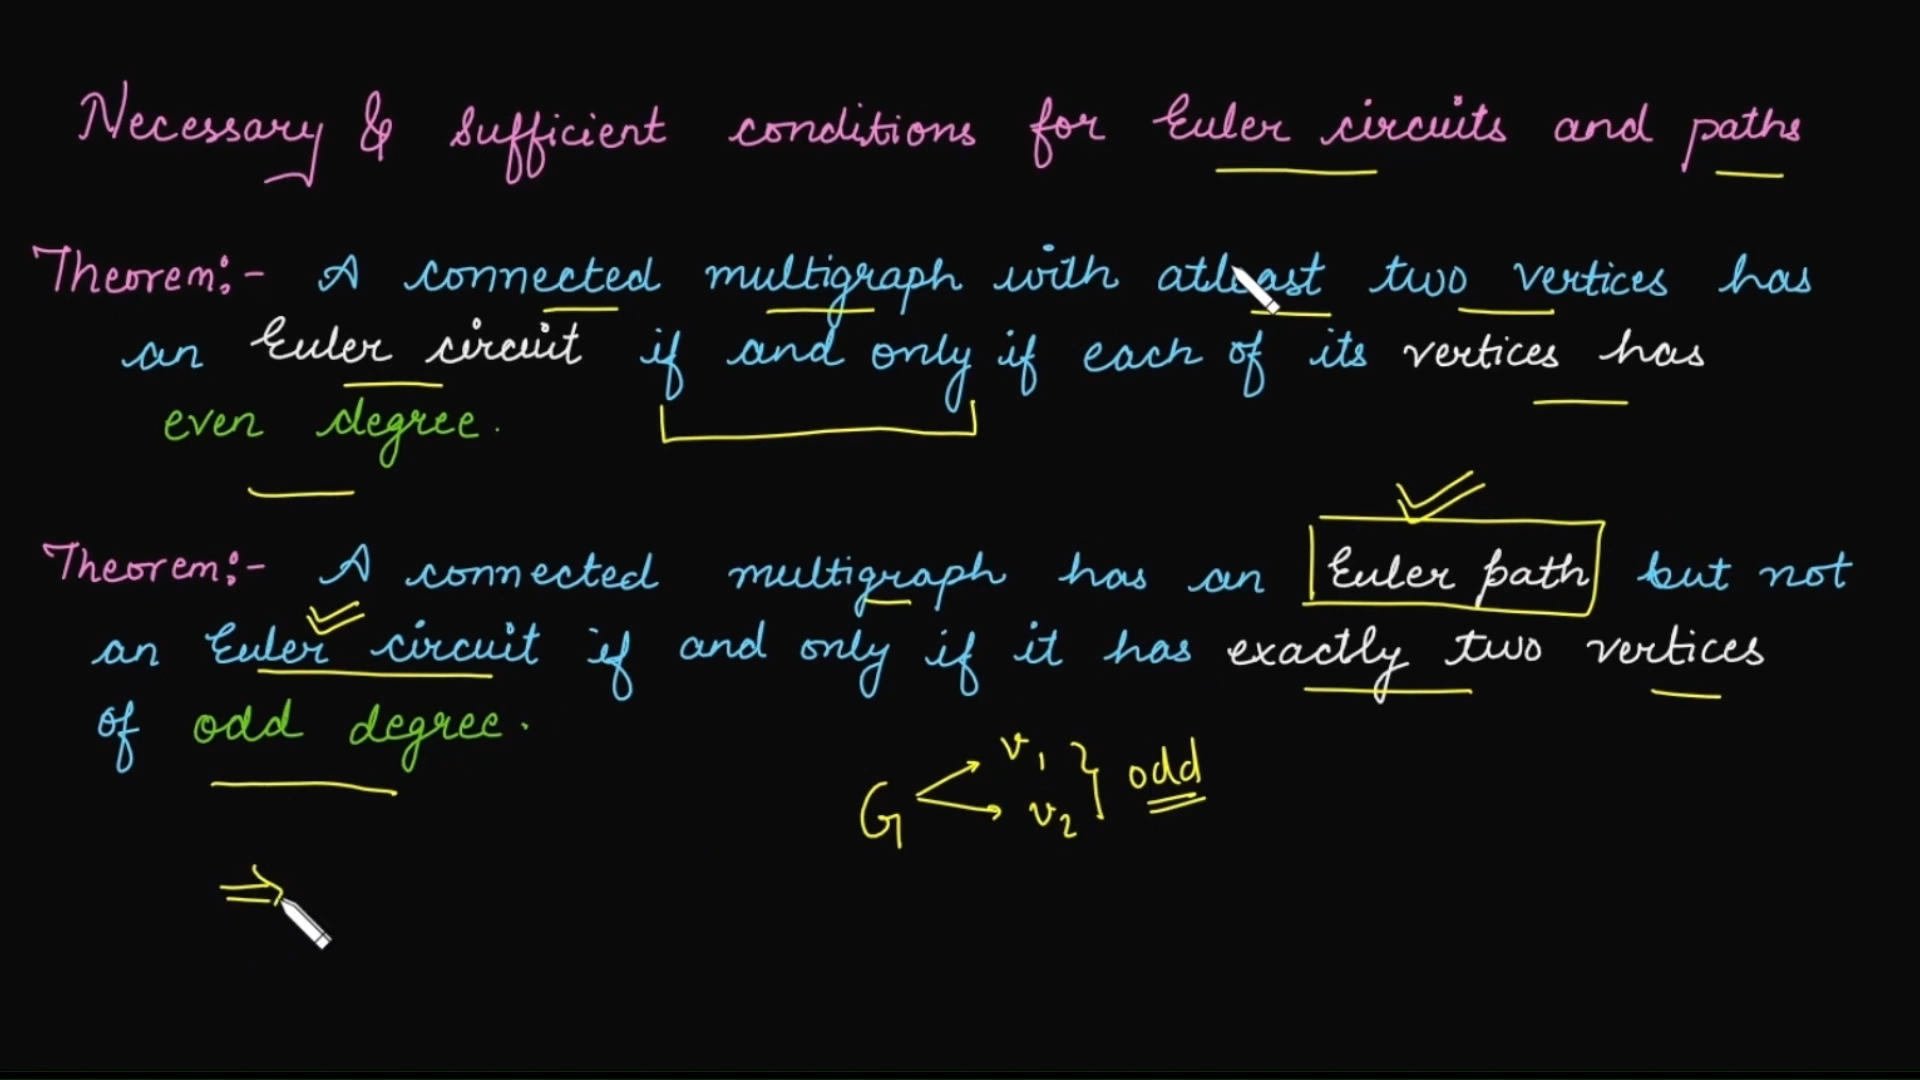 Necessary & sufficient conditions for Euler circuits and paths
Theorem:- A connected multigraph with atleast two vertices has
an Euler circuit if and only if each of its vertices has
even degree.
Theorem:- A connected multigraph has an Euler path but not
an Euler circuit if and only if it has exactly two vertices
of odd degree.
G v1 v2 } odd
⇒